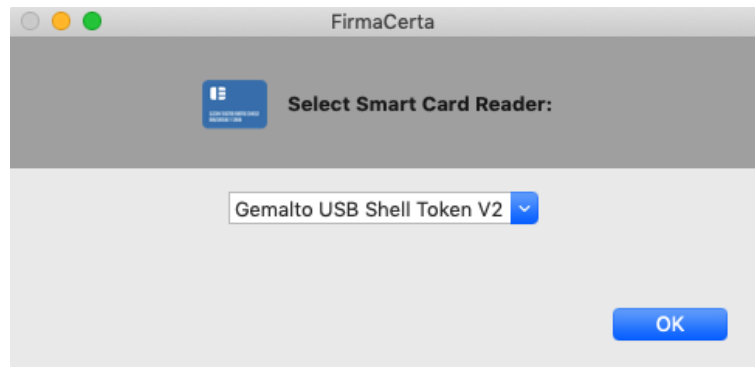 FirmaCerta
Select Smart Card Reader:
Gemalto USB Shell Token V2
OK